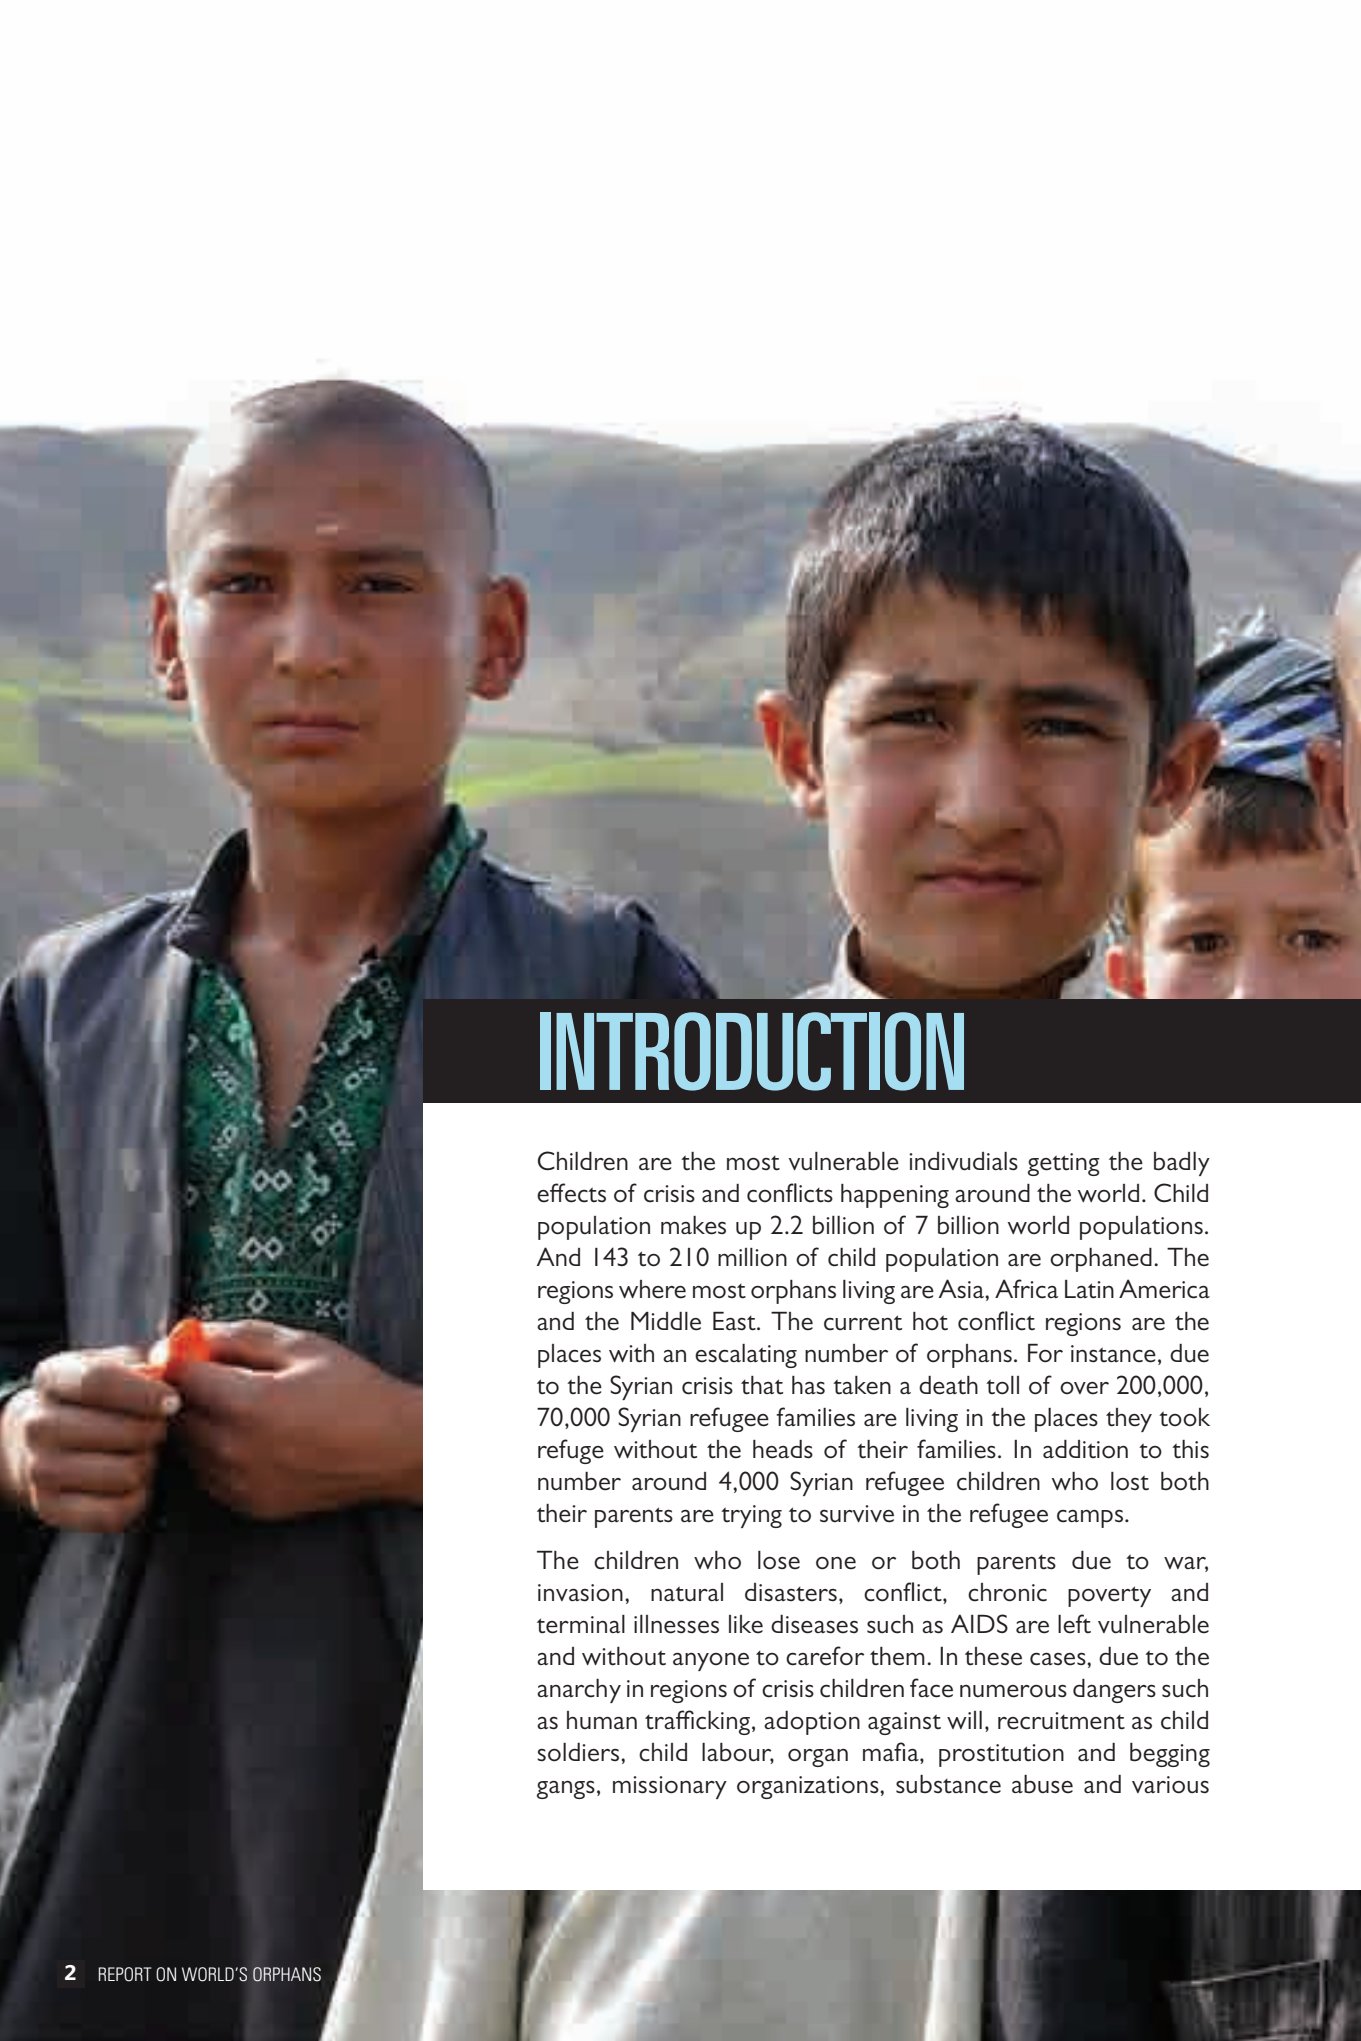 INTRODUCTION
Children are the most vulnerable indivudials getting the badly
effects of crisis and conflicts happening around the world. Child
population makes up 2.2 billion of 7 billion world populations.
And 143 to 210 million of child population are orphaned. The
regions where most orphans living are Asia, Africa Latin America
and the Middle East. The current hot conflict regions are the
places with an escalating number of orphans. For instance, due
to the Syrian crisis that has taken a death toll of over 200,000,
70,000 Syrian refugee families are living in the places they took
refuge without the heads of their families. In addition to this
number around 4,000 Syrian refugee children who lost both
their parents are trying to survive in the refugee camps.
The children who lose one or both parents due to war,
invasion, natural disasters, conflict, chronic poverty and
terminal illnesses like diseases such as AIDS are left vulnerable
and without anyone to carefor them. In these cases, due to the
anarchy in regions of crisis children face numerous dangers such
as human trafficking, adoption against will, recruitment as child
soldiers, child labour, organ mafia, prostitution and begging
gangs, missionary organizations, substance abuse and various
2 REPORT ON WORLD'S ORPHANS